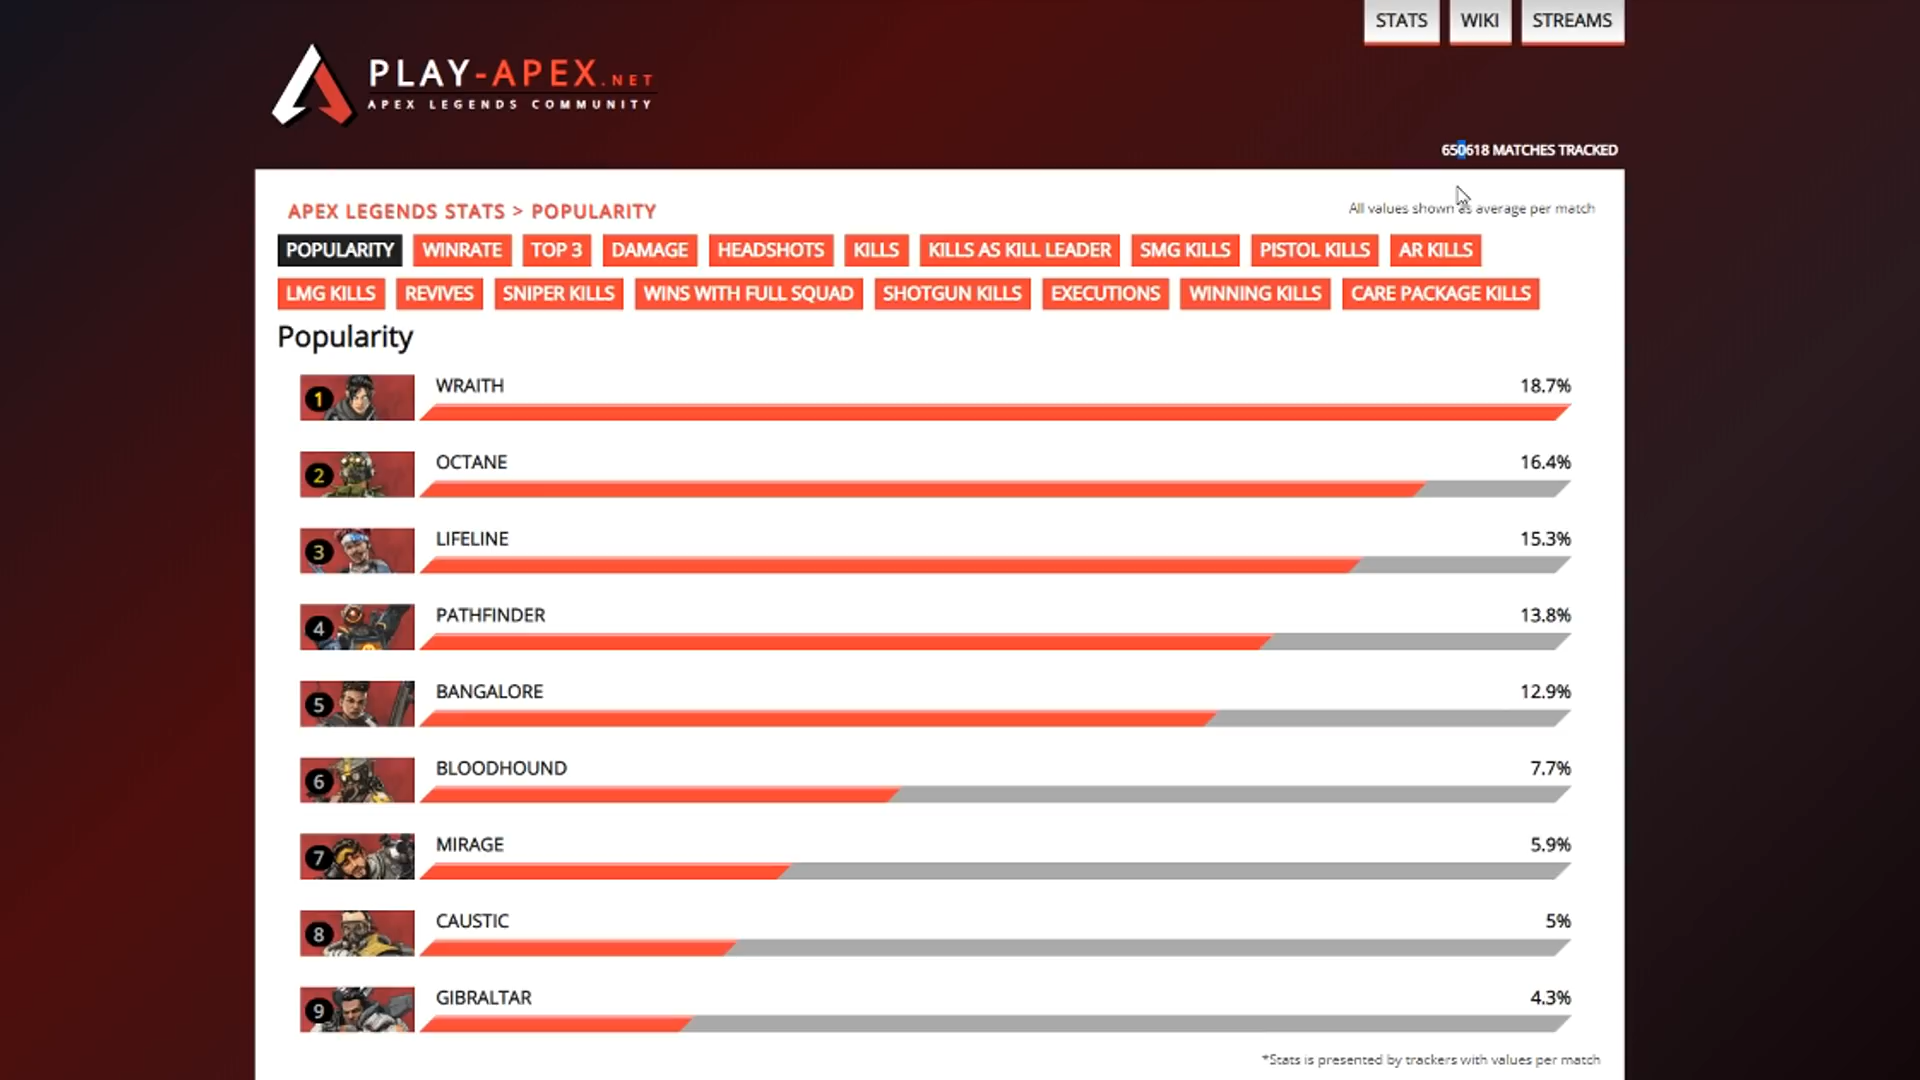 STATS WIKI STREAMS
PLAY-APEX.NET
APEX LEGENDS COMMUNITY
650618 MATCHES TRACKED
APEX LEGENDS STATS > POPULARITY
All values shown as average per match
POPULARITY WINRATE TOP 3 DAMAGE HEADSHOTS KILLS KILLS AS KILL LEADER SMG KILLS PISTOL KILLS AR KILLS
LMG KILLS REVIVES SNIPER KILLS WINS WITH FULL SQUAD SHOTGUN KILLS EXECUTIONS WINNING KILLS CARE PACKAGE KILLS
Popularity
1 WRAITH 18.7%
2 OCTANE 16.4%
3 LIFELINE 15.3%
4 PATHFINDER 13.8%
5 BANGALORE 12.9%
6 BLOODHOUND 7.7%
7 MIRAGE 5.9%
8 CAUSTIC 5%
9 GIBRALTAR 4.3%
*Stats is presented by trackers with values per match